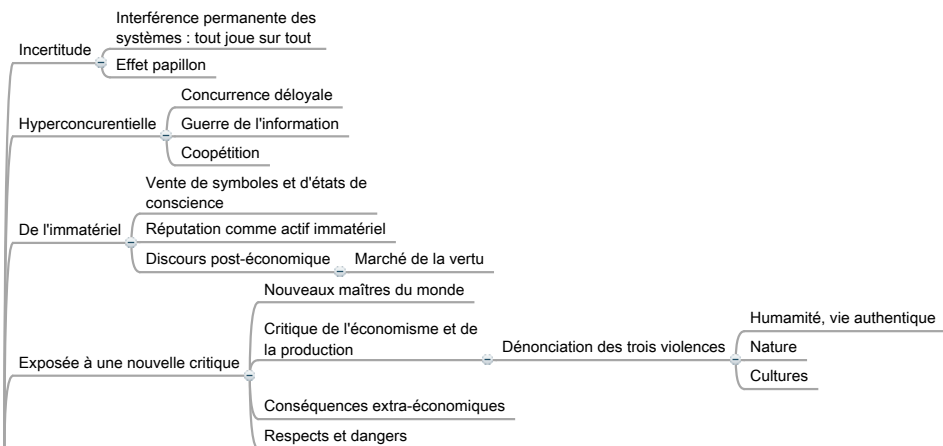 Interférence permanente des
systèmes : tout joue sur tout
Incertitude
Effet papillon
Concurrence déloyale
Hyperconcurentielle
Guerre de l'information
Coopétition
Vente de symboles et d'états de
conscience
De l'immatériel
Réputation comme actif immatériel
Discours post-économique
Marché de la vertu
Nouveaux maîtres du monde
Critique de l'économisme et de
la production
Exposée à une nouvelle critique
Dénonciation des trois violences
Humamité, vie authentique
Nature
Cultures
Conséquences extra-économiques
Respects et dangers